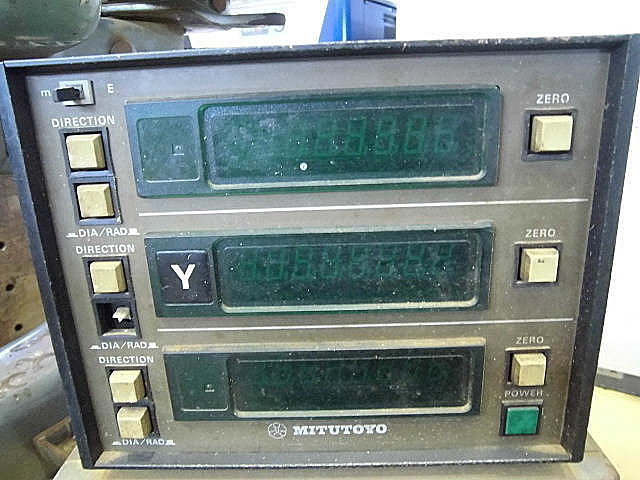 m E
DIRECTION
ZERO
DIA/RAD
DIRECTION
Y
ZERO
DIA/RAD
DIRECTION
ZERO
POWER
DIA/RAD
MITUTOYO